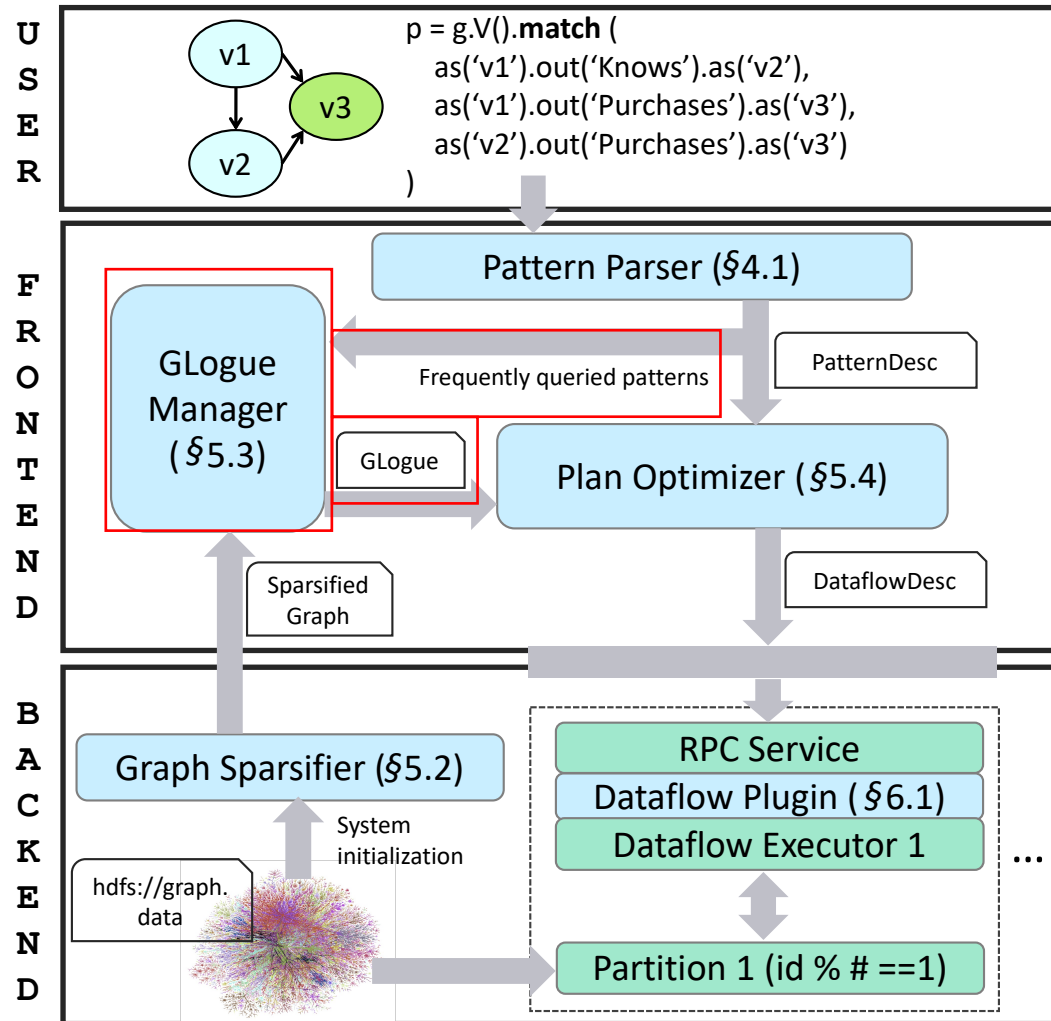 USER
v1
v2
v3
p = g.V().match (
as(‘v1’).out(‘Knows’).as(‘v2’),
as(‘v1’).out(‘Purchases’).as(‘v3’),
as(‘v2’).out(‘Purchases’).as(‘v3’)
)
FRONTEND
Pattern Parser (§4.1)
GLogue
Manager
(§5.3)
Frequently queried patterns
PatternDesc
GLogue
Plan Optimizer (§5.4)
Sparsified
Graph
DataflowDesc
BACKEND
Graph Sparsifier (§5.2)
System
initialization
hdfs://graph.
data
RPC Service
Dataflow Plugin (§6.1)
Dataflow Executor 1
...
Partition 1 (id % # ==1)